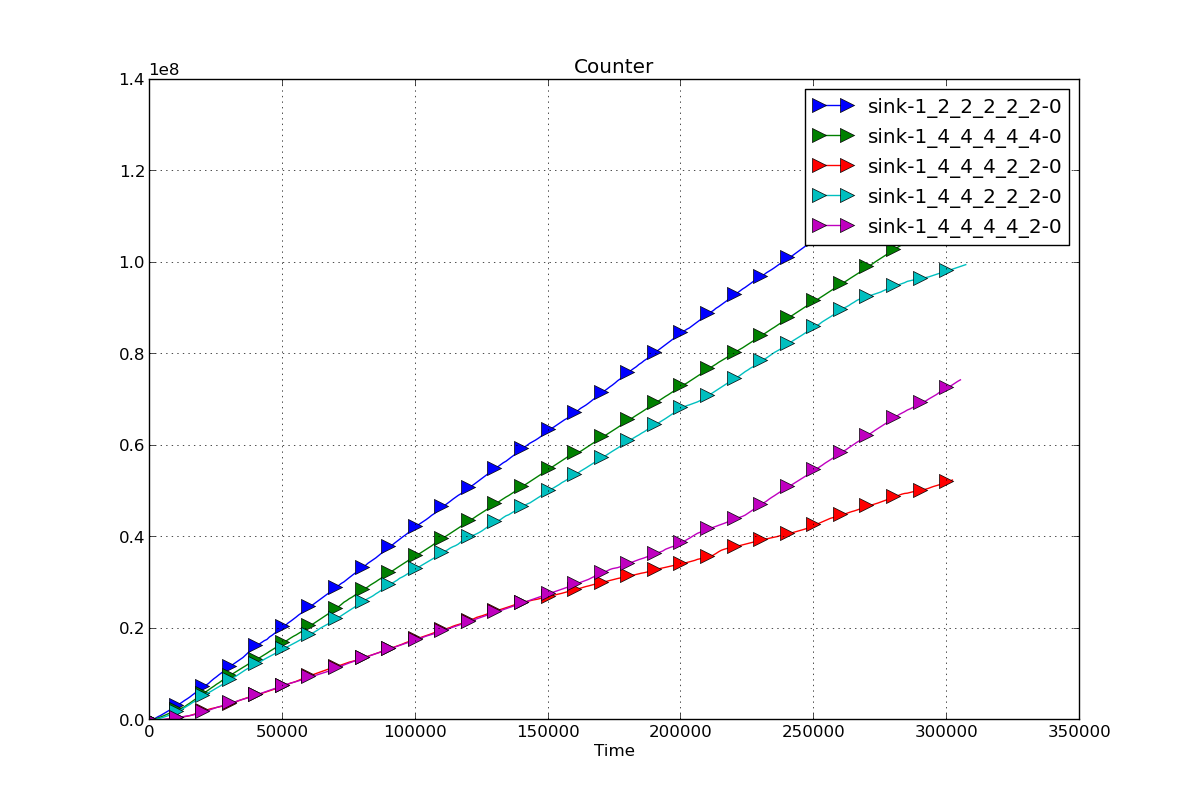 Counter
1e8
1.4
1.2
1.0
0.8
0.6
0.4
0.2
0.0
sink-1_2_2_2_2_2-0
sink-1_4_4_4_4_4-0
sink-1_4_4_4_2_2-0
sink-1_4_4_2_2_2-0
sink-1_4_4_4_4_2-0
0 50000 100000 150000 200000 250000 300000 350000
Time